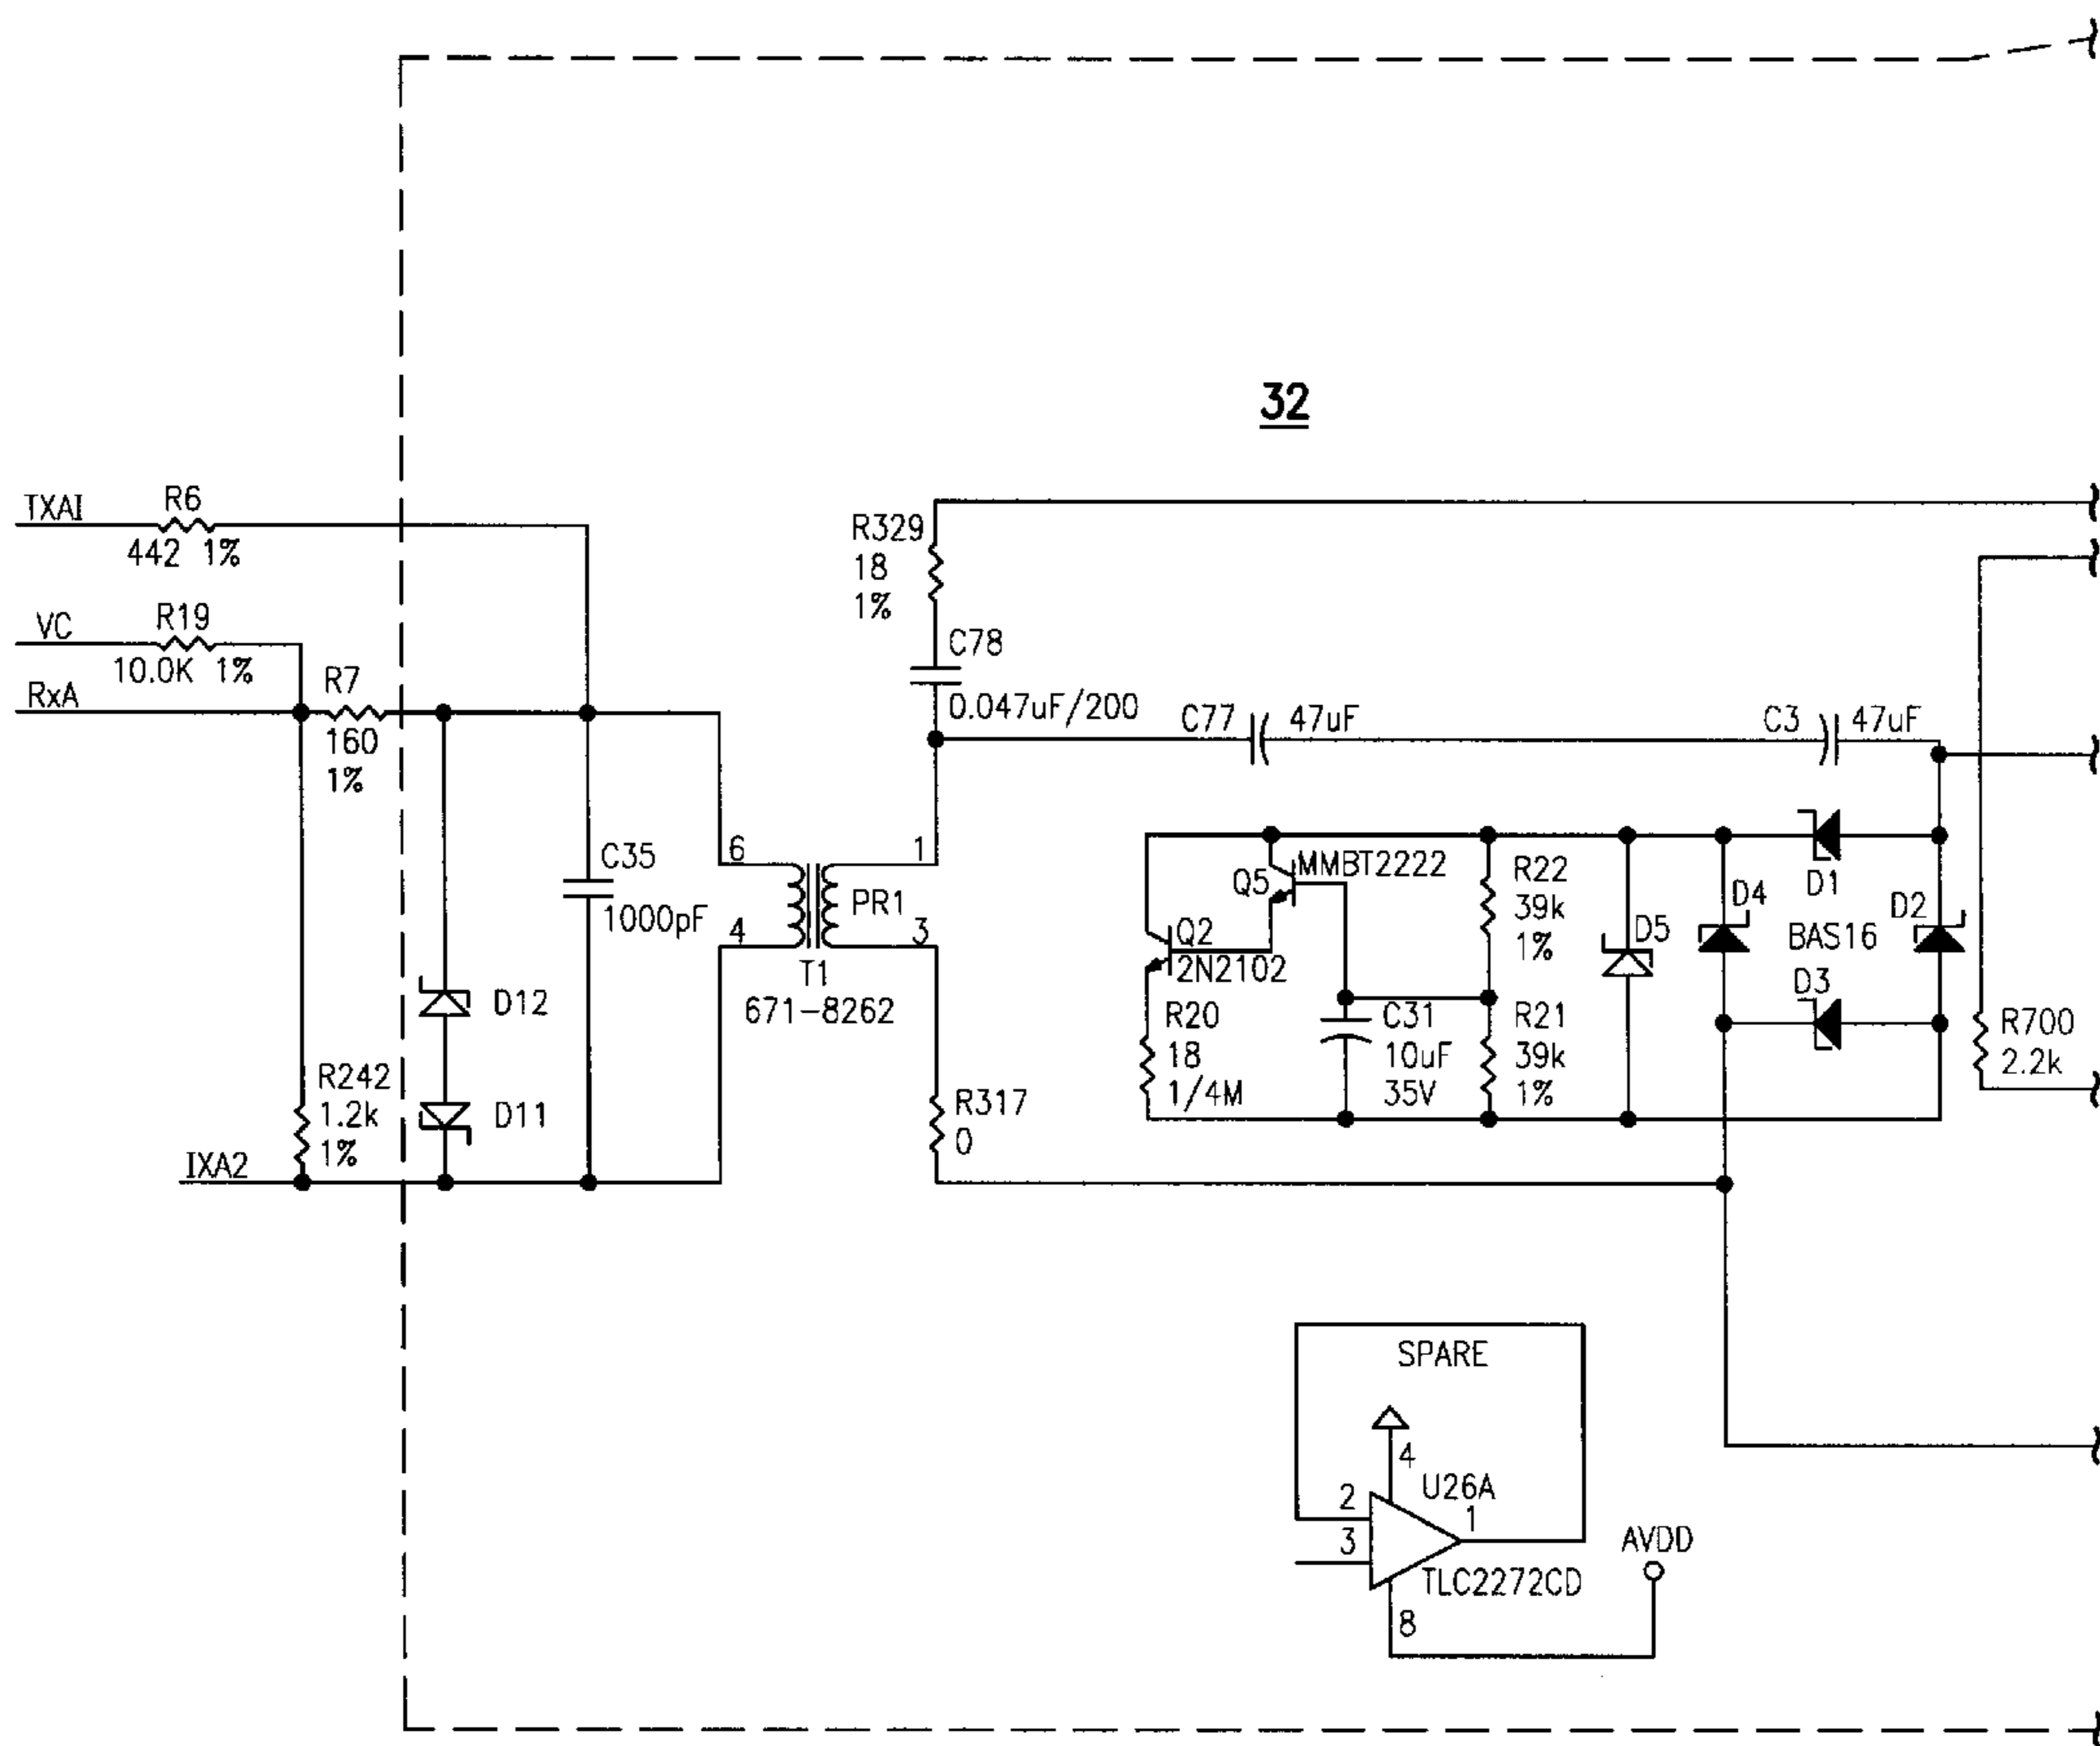 32
TXAI
R6
442 1%
VC
R19
10.0K 1%
RxA
R7
160
1%
R242
1.2k
1%
IXA2
D12
D11
C35
1000pF
6
4
1
3
PR1
T1
671-8262
R329
18
1%
C78
0.047uF/200
C77
47uF
C3
47uF
R317
0
MMBT2222
Q5
Q2
2N2102
R20
18
1/4M
C31
10uF
35V
R22
39k
1%
R21
39k
1%
D5
D4
D1
BAS16
D2
D3
R700
2.2k
SPARE
4
U26A
2
1
3
TLC2272CD
8
AVDD